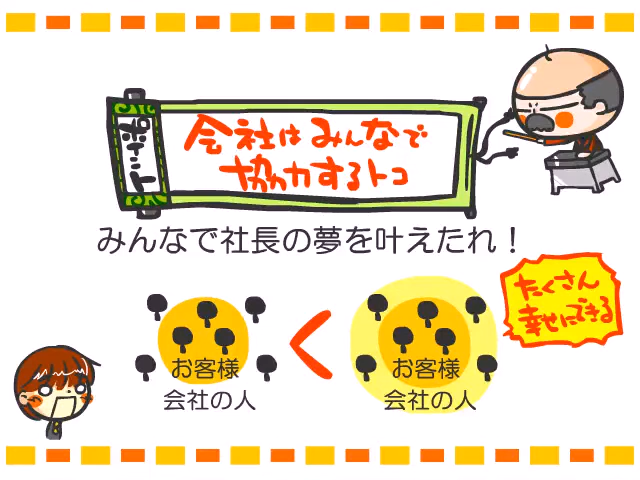 ポイント
会社はみんなで
協力するトコ
みんなで社長の夢を叶えたれ！
たくさん
幸せにできる
お客様
会社の人
<
お客様
会社の人